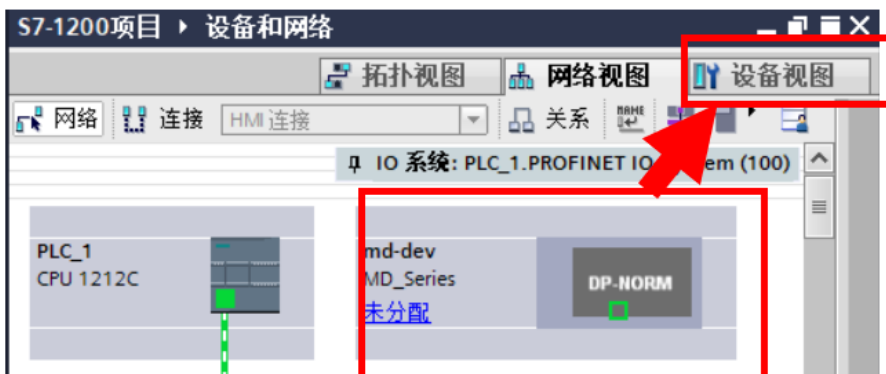 S7-1200项目 ▸ 设备和网络
拓扑视图 网络视图 设备视图
网络 连接 HMI 连接 关系 NAME
IO 系统: PLC_1.PROFINET IO (100)
PLC_1
CPU 1212C
md-dev
MD_Series
未分配
DP-NORM